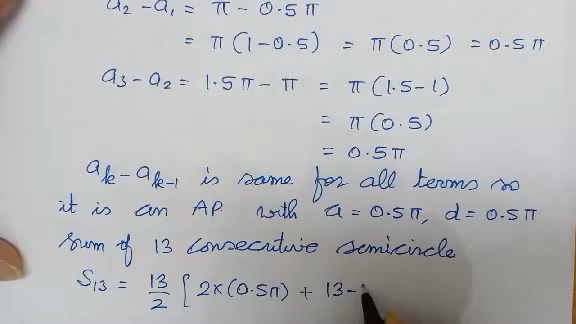 a₂ - a₁ = π - 0.5π
= π(1-0.5) = π(0.5) = 0.5π
a₃ - a₂ = 1.5π - π = π(1.5-1)
= π(0.5)
= 0.5π
aₖ - aₖ₋₁ is same for all terms so
it is an AP with a = 0.5π, d = 0.5π
sum of 13 consecutive semicircle
S₁₃ = 13/2 [2×(0.5π) + 13-